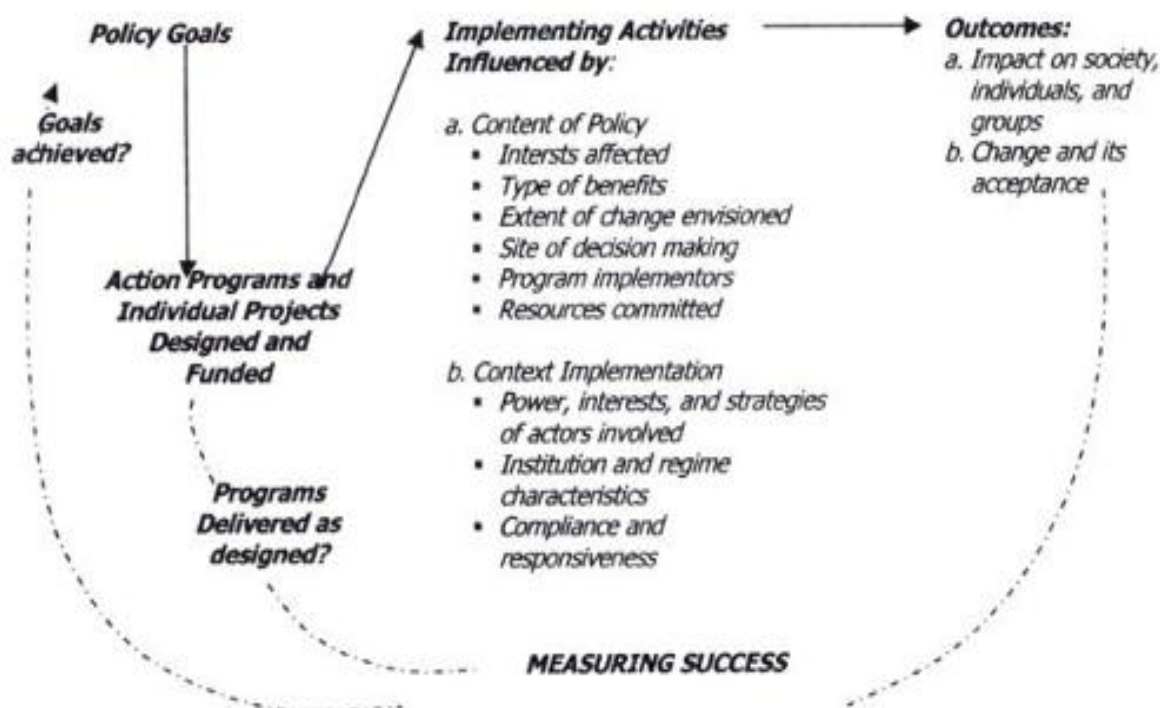 Policy Goals
Goals
achieved?
Action Programs and
Individual Projects
Designed and
Funded
Programs
Delivered as
designed?
Implementing Activities
Influenced by:
a. Content of Policy
▪ Intersts affected
▪ Type of benefits
▪ Extent of change envisioned
▪ Site of decision making
▪ Program implementors
▪ Resources committed
b. Context Implementation
▪ Power, interests, and strategies
of actors involved
▪ Institution and regime
characteristics
▪ Compliance and
responsiveness
Outcomes:
a. Impact on society,
individuals, and
groups
b. Change and its
acceptance
MEASURING SUCCESS